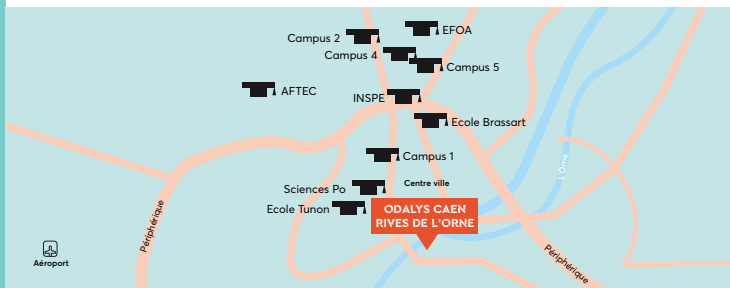 EFOA
Campus 2
Campus 4
Campus 5
AFTEC
INSPE
Ecole Brassart
Campus 1
L'Orne
Sciences Po
Centre ville
Ecole Tunon
ODALYS CAEN
RIVES DE L'ORNE
Périphérique
Périphérique
Aéroport